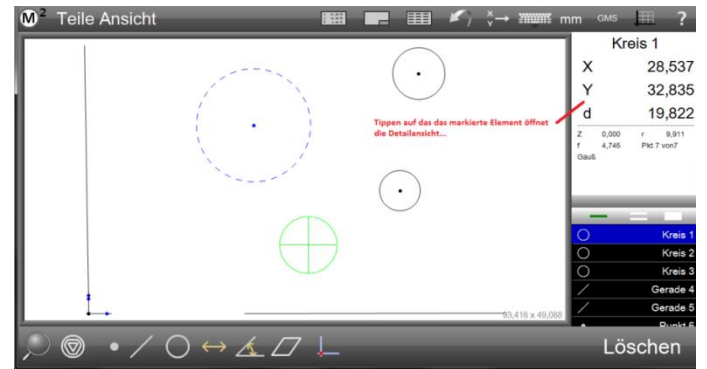 M² Teile Ansicht
X
Y
mm GMS ?
Kreis 1
X 28,537
Y 32,835
d 19,822
Z 0,000 r 9,911
f 4,745 Pkt 7 von7
Gauß
Tippen auf das das markierte Element öffnet
die Detailansicht...
Kreis 1
Kreis 2
Kreis 3
Gerade 4
Gerade 5
Punkt 6
93,416 x 49,088
Löschen